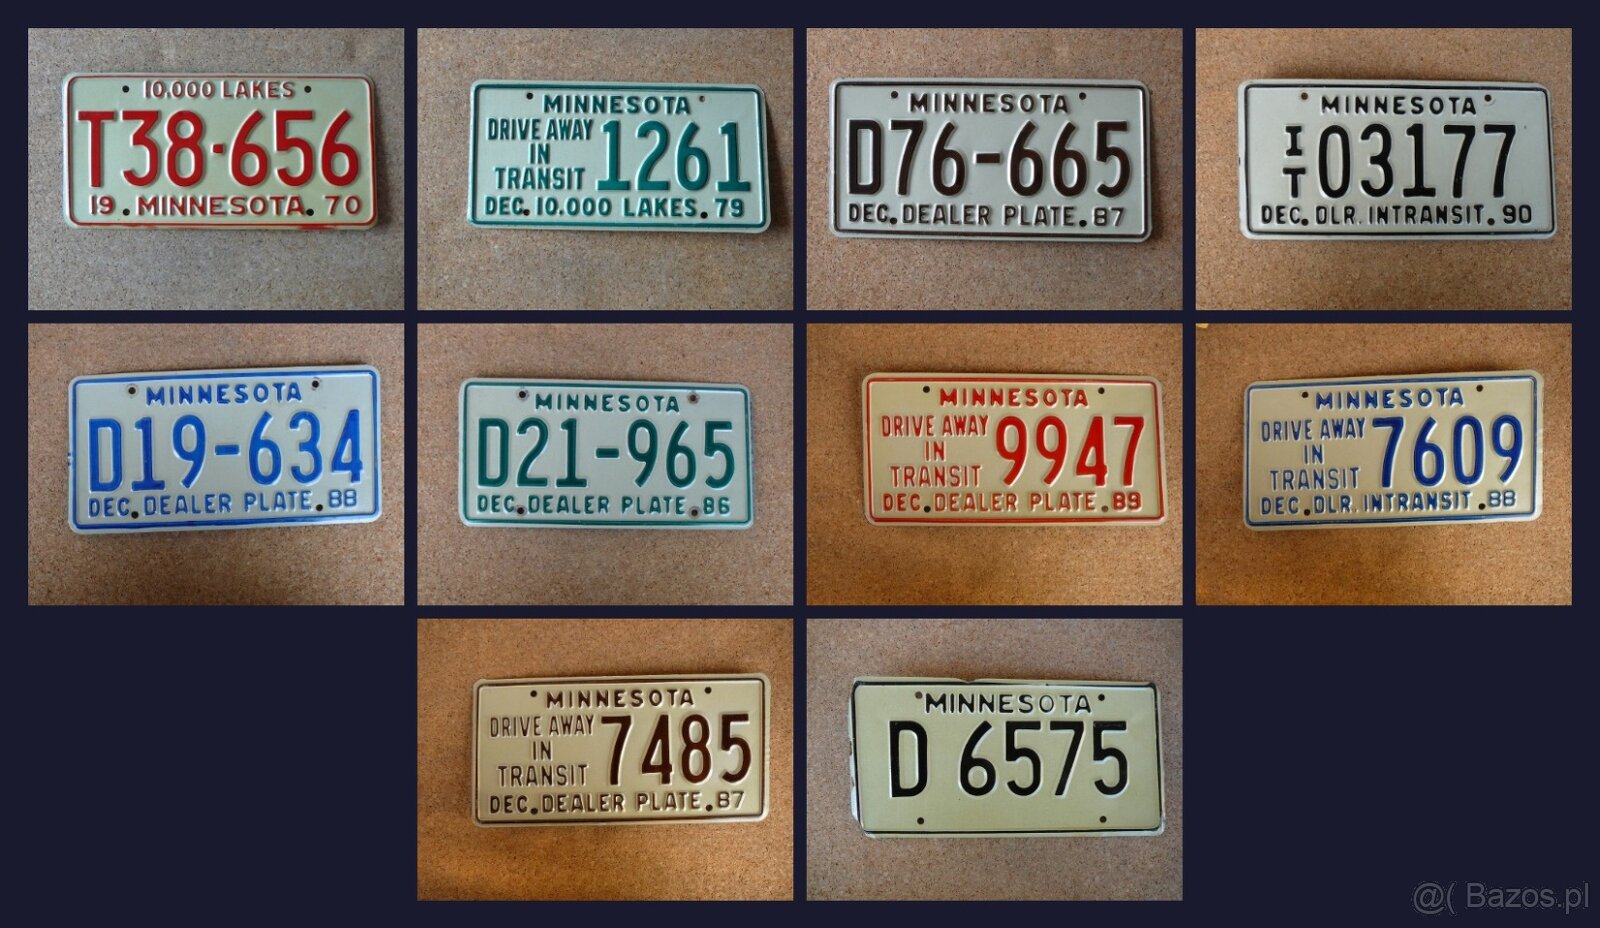 10,000 LAKES
T38·656
19 MINNESOTA 70
MINNESOTA
DRIVE AWAY
IN
TRANSIT
1261
DEC. 10.000 LAKES. 79
MINNESOTA
D76-665
DEC. DEALER PLATE. 87
MINNESOTA
IT 03177
DEC. DLR. INTRANSIT. 90
MINNESOTA
D19-634
DEC. DEALER PLATE. 88
MINNESOTA
D21-965
DEC. DEALER PLATE. 86
MINNESOTA
DRIVE AWAY
IN
TRANSIT
9947
DEC. DEALER PLATE. 89
MINNESOTA
DRIVE AWAY
IN
TRANSIT
7609
DEC. DLR. INTRANSIT. 88
MINNESOTA
DRIVE AWAY
IN
TRANSIT
7485
DEC. DEALER PLATE. 87
MINNESOTA
D 6575
@( Bazos.pl